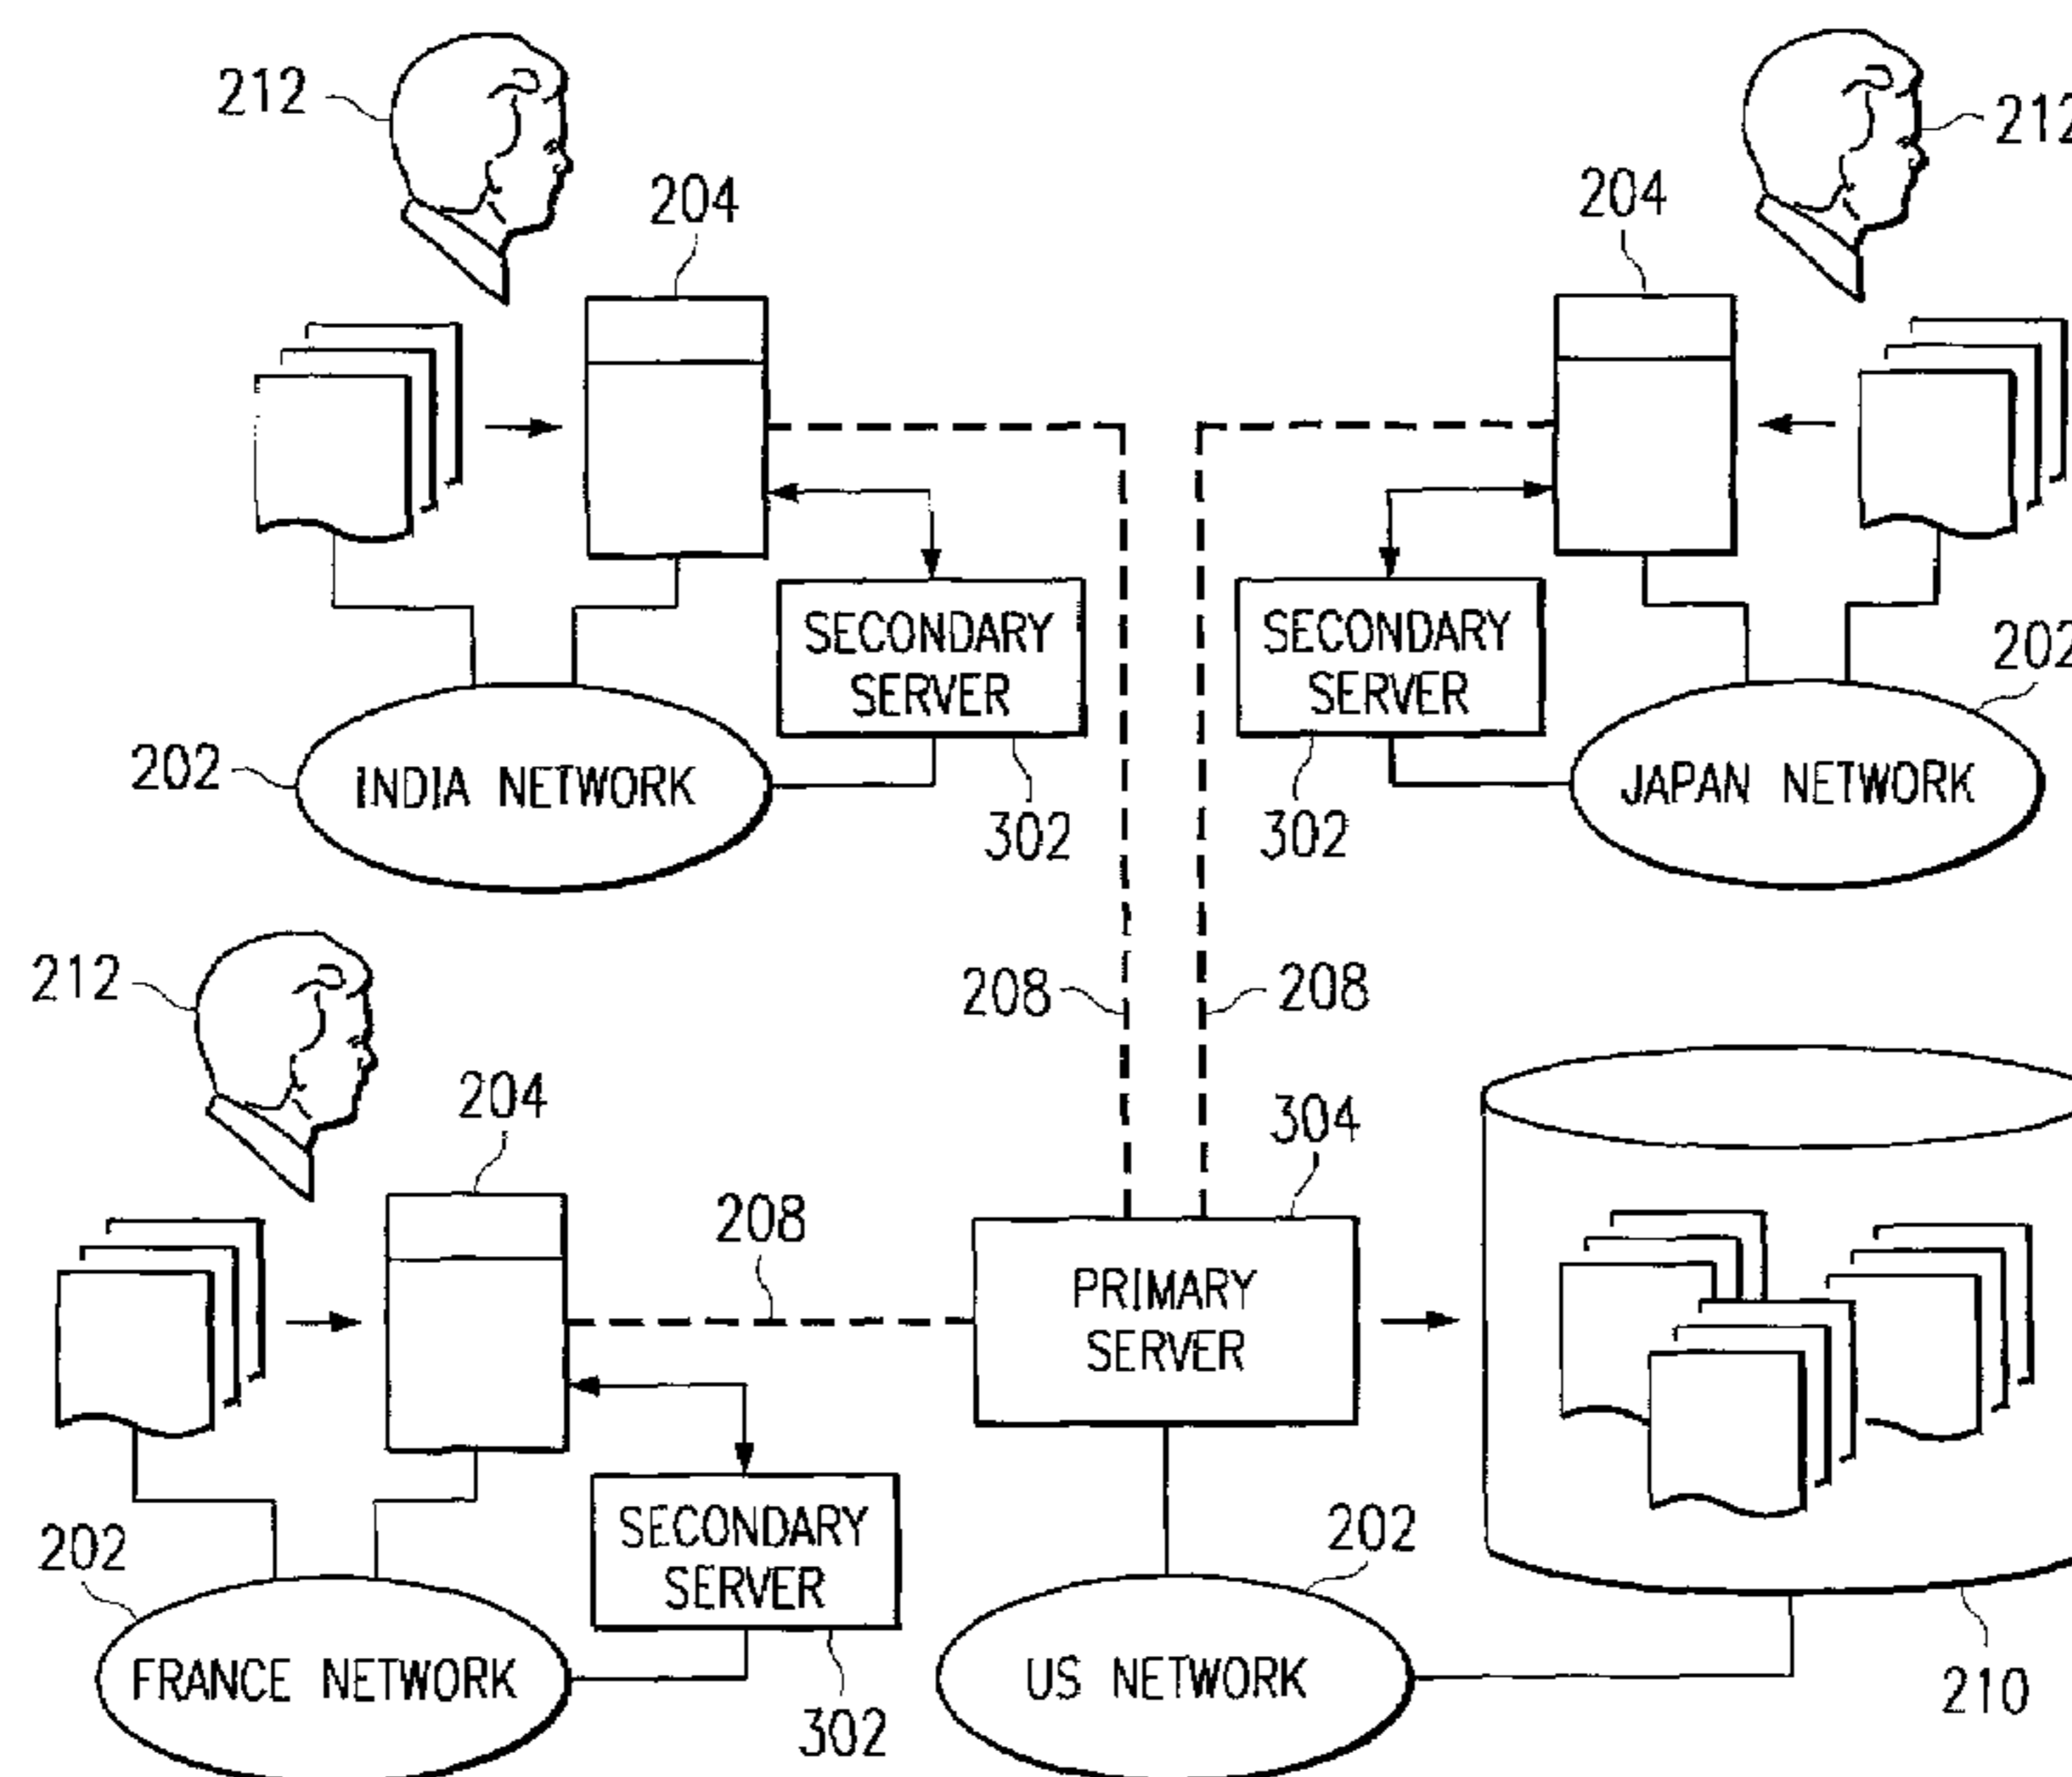 212
212
204
204
SECONDARY
SERVER
SECONDARY
SERVER
202
202
INDIA NETWORK
JAPAN NETWORK
302
302
212
208
208
204
304
208
PRIMARY
SERVER
SECONDARY
SERVER
202
202
FRANCE NETWORK
US NETWORK
210
302